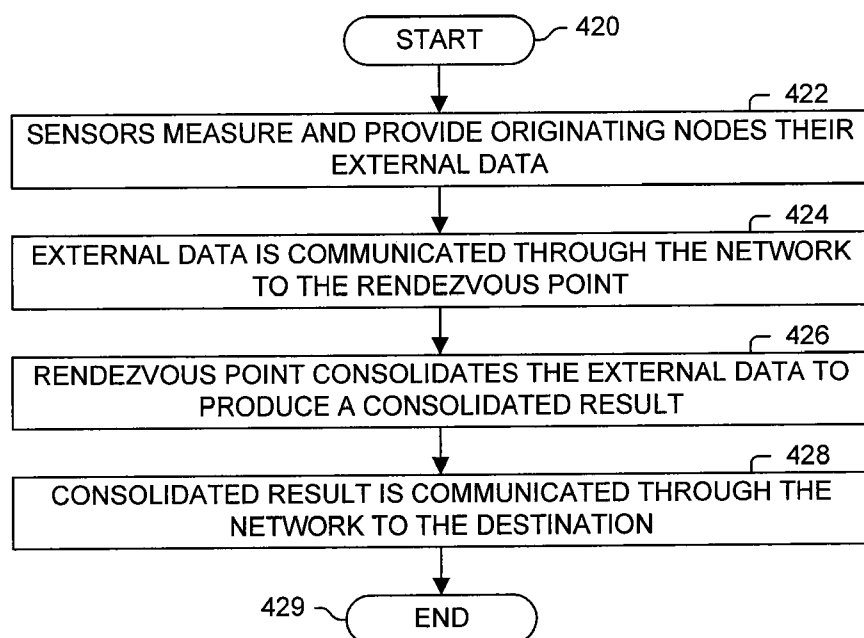 START
420
422
SENSORS MEASURE AND PROVIDE ORIGINATING NODES THEIR
EXTERNAL DATA
424
EXTERNAL DATA IS COMMUNICATED THROUGH THE NETWORK
TO THE RENDEZVOUS POINT
426
RENDEZVOUS POINT CONSOLIDATES THE EXTERNAL DATA TO
PRODUCE A CONSOLIDATED RESULT
428
CONSOLIDATED RESULT IS COMMUNICATED THROUGH THE
NETWORK TO THE DESTINATION
429
END